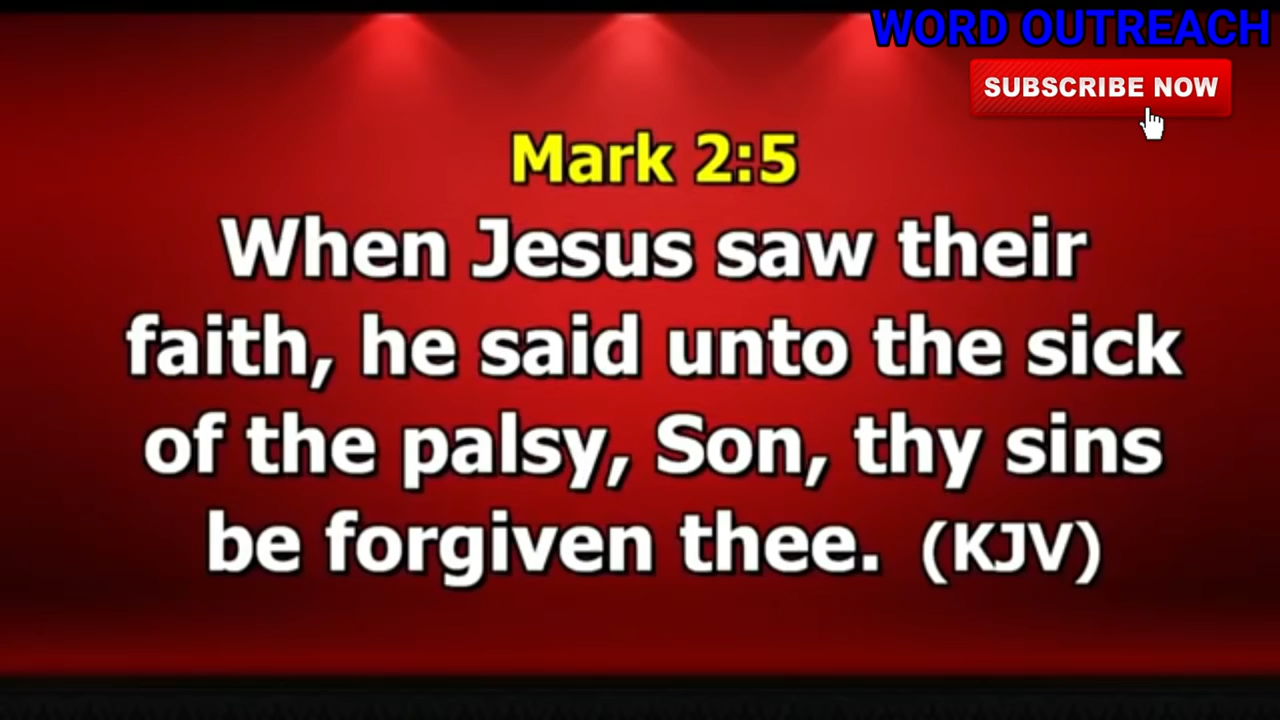 WORD OUTREACH
SUBSCRIBE NOW
Mark 2:5
When Jesus saw their
faith, he said unto the sick
of the palsy, Son, thy sins
be forgiven thee. (KJV)